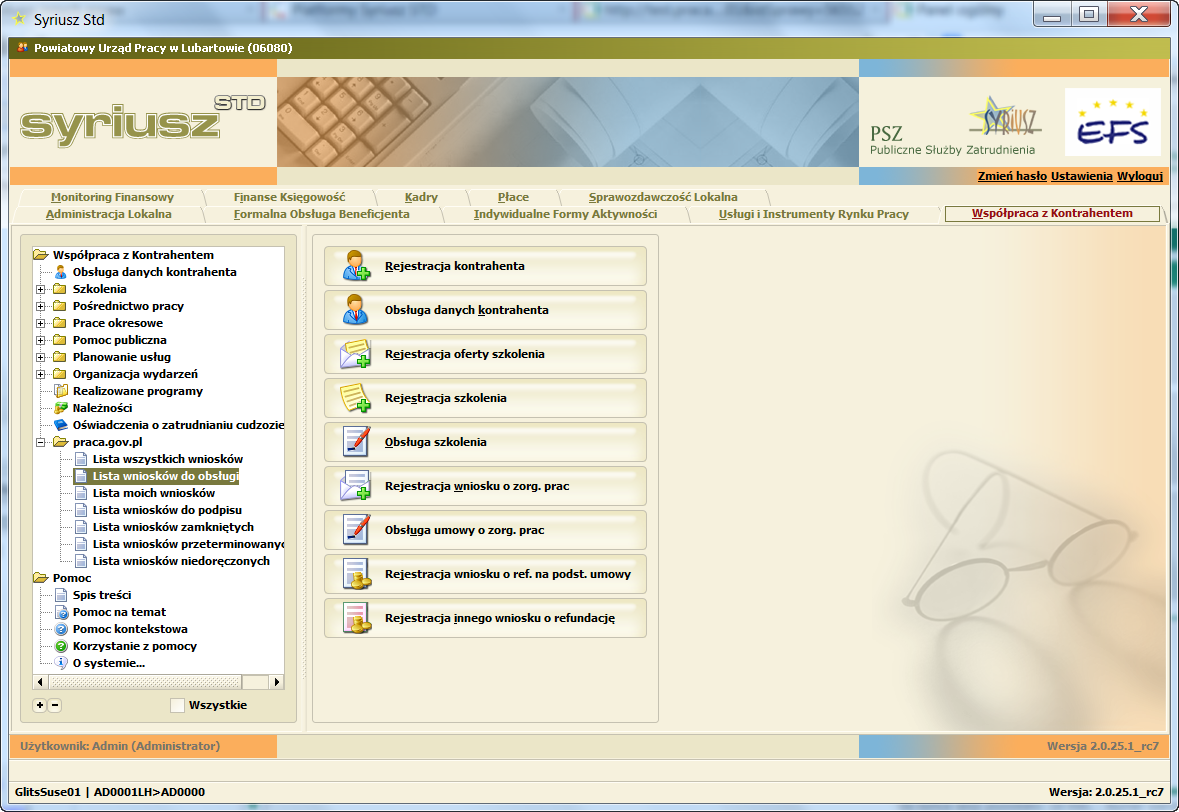 Syriusz Std
Powiatowy Urząd Pracy w Lubartowie (06080)
syriusz STD
PSZ
Publiczne Służby Zatrudnienia
SYRIUSZ
EFS
Zmień hasło Ustawienia Wyloguj
Monitoring Finansowy Finanse Księgowość Kadry Płace Sprawozdawczość Lokalna
Administracja Lokalna Formalna Obsługa Beneficjenta Indywidualne Formy Aktywności Usługi i Instrumenty Rynku Pracy Współpraca z Kontrahentem
Współpraca z Kontrahentem
Obsługa danych kontrahenta
Szkolenia
Pośrednictwo pracy
Prace okresowe
Pomoc publiczna
Planowanie usług
Organizacja wydarzeń
Realizowane programy
Należności
Oświadczenia o zatrudnianiu cudzozie
praca.gov.pl
Lista wszystkich wniosków
Lista wniosków do obsługi
Lista moich wniosków
Lista wniosków do podpisu
Lista wniosków zamkniętych
Lista wniosków przeterminowanyc
Lista wniosków niedoręczonych
Pomoc
Spis treści
Pomoc na temat
Pomoc kontekstowa
Korzystanie z pomocy
O systemie...
Wszystkie
Rejestracja kontrahenta
Obsługa danych kontrahenta
Rejestracja oferty szkolenia
Rejestracja szkolenia
Obsługa szkolenia
Rejestracja wniosku o zorg. prac
Obsługa umowy o zorg. prac
Rejestracja wniosku o ref. na podst. umowy
Rejestracja innego wniosku o refundację
Użytkownik: Admin (Administrator)
Wersja 2.0.25.1_rc7
GlitsSuse01 | AD0001LH>AD0000
Wersja: 2.0.25.1_rc7